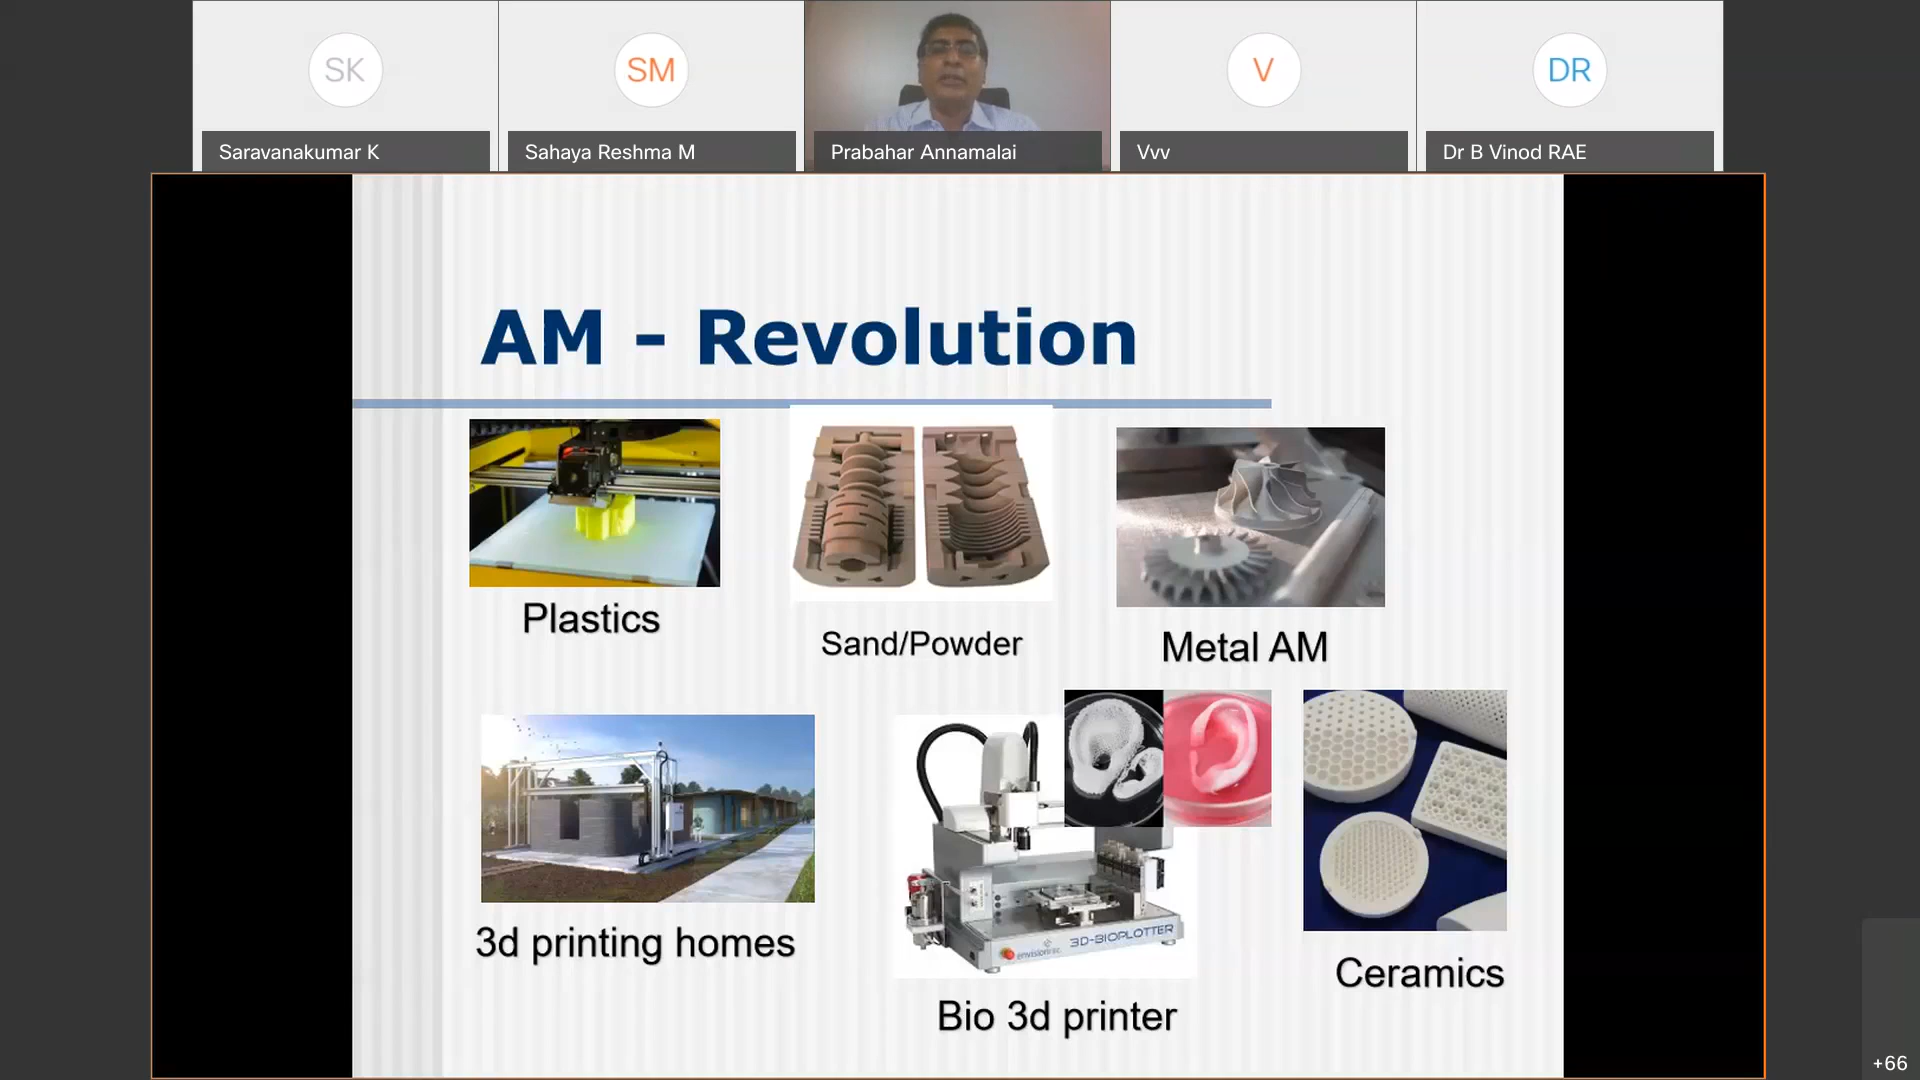 SK
SM
V
DR
Saravanakumar K
Sahaya Reshma M
Prabahar Annamalai
Vvv
Dr B Vinod RAE
AM - Revolution
Plastics
Sand/Powder
Metal AM
3D-BIOPLOTTER
envisiontec
3d printing homes
Bio 3d printer
Ceramics
+66